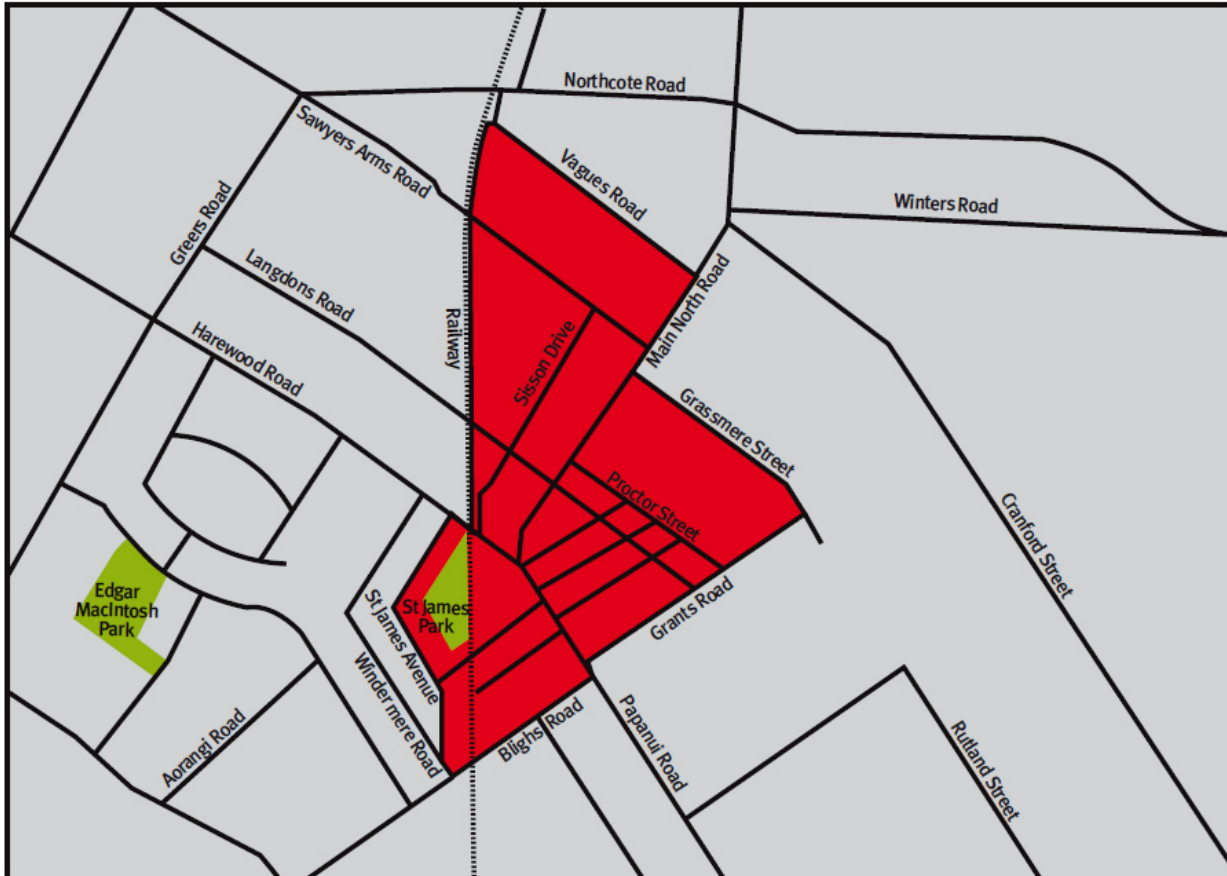 Northcote Road
Sawyers Arms Road
Vagues Road
Winters Road
Greers Road
Langdons Road
Main North Road
Railway
Harewood Road
Sisson Drive
Grassmere Street
Proctor Street
Cranford Street
Edgar
MacIntosh
Park
St James
Park
St James Avenue
Grants Road
Windermere Road
Papanui Road
Blighs Road
Aorangi Road
Rutland Street